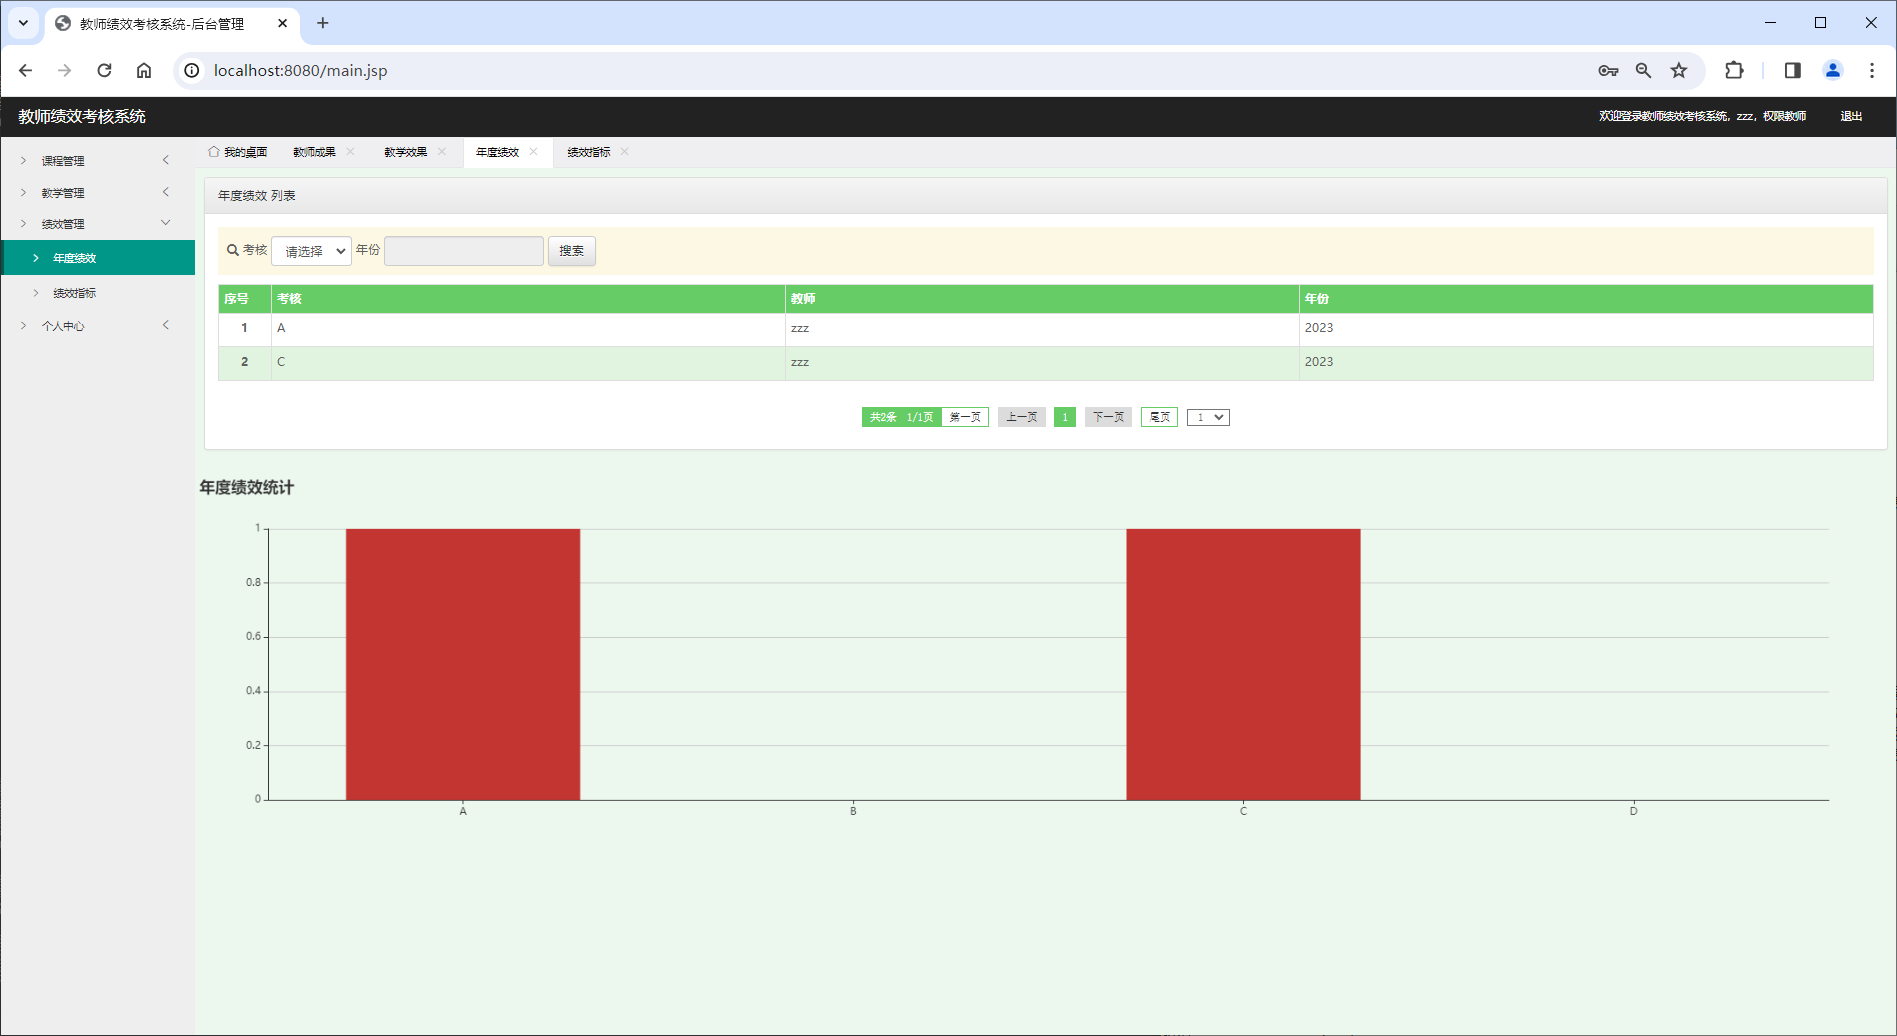 教师绩效考核系统-后台管理
localhost:8080/main.jsp
教师绩效考核系统
欢迎登录教师绩效考核系统，zzz，权限教师 退出
课程管理
教学管理
绩效管理
年度绩效
绩效指标
个人中心
我的桌面 教师成果 教学效果 年度绩效 绩效指标
年度绩效 列表
考核 请选择 年份 搜索
序号 考核 教师 年份
1 A zzz 2023
2 C zzz 2023
共2条 1/1页 第一页 上一页 1 下一页 尾页 1
年度绩效统计
1
0.8
0.6
0.4
0.2
0
A B C D